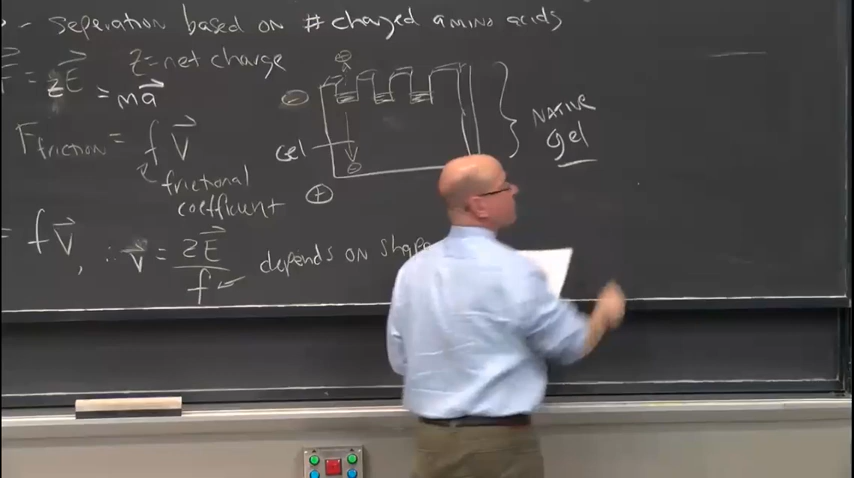 - separation based on # charged amino acids
F = zE
z = net charge
= ma
F friction = f v
frictional
coefficient
= f v, ∴ v = zE / f
depends on shape
⊖
⊖
Gel
⊖
⊕
NATIVE
gel